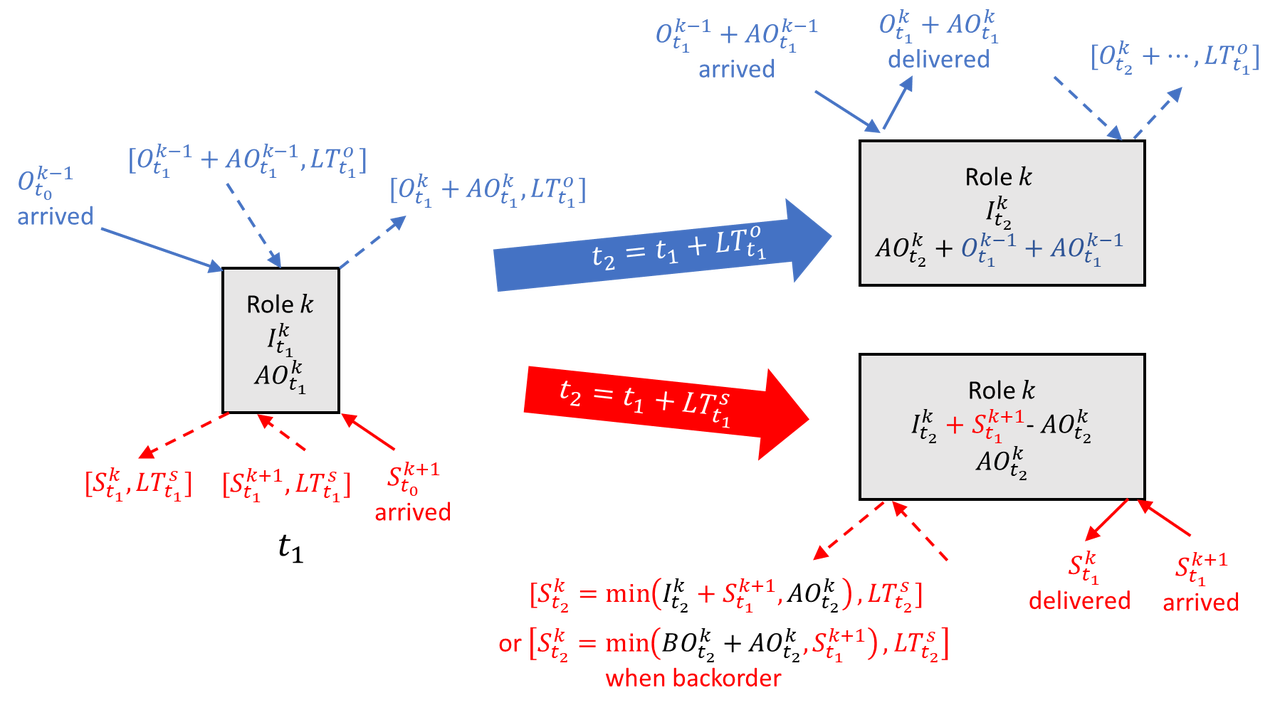 $O_{t_0}^{k-1}$
arrived
$[O_{t_1}^{k-1} + AO_{t_1}^{k-1}, LT_{t_1}^{o}]$
$[O_{t_1}^{k} + AO_{t_1}^{k}, LT_{t_1}^{o}]$
Role $k$
$I_{t_1}^{k}$
$AO_{t_1}^{k}$
$[S_{t_1}^{k}, LT_{t_1}^{s}]$
$[S_{t_1}^{k+1}, LT_{t_1}^{s}]$
$S_{t_0}^{k+1}$
arrived
$t_1$
$t_2 = t_1 + LT_{t_1}^{o}$
$t_2 = t_1 + LT_{t_1}^{s}$
$O_{t_1}^{k-1} + AO_{t_1}^{k-1}$
arrived
$O_{t_1}^{k} + AO_{t_1}^{k}$
delivered
$[O_{t_2}^{k} + \cdots, LT_{t_1}^{o}]$
Role $k$
$I_{t_2}^{k}$
$AO_{t_2}^{k} + O_{t_1}^{k-1} + AO_{t_1}^{k-1}$
Role $k$
$I_{t_2}^{k} + S_{t_1}^{k+1} - AO_{t_2}^{k}$
$AO_{t_2}^{k}$
$[S_{t_2}^{k} = \min(I_{t_2}^{k} + S_{t_1}^{k+1}, AO_{t_2}^{k}), LT_{t_2}^{s}]$
or $[S_{t_2}^{k} = \min(BO_{t_2}^{k} + AO_{t_2}^{k}, S_{t_1}^{k+1}), LT_{t_2}^{s}]$
when backorder
$S_{t_1}^{k}$
delivered
$S_{t_1}^{k+1}$
arrived